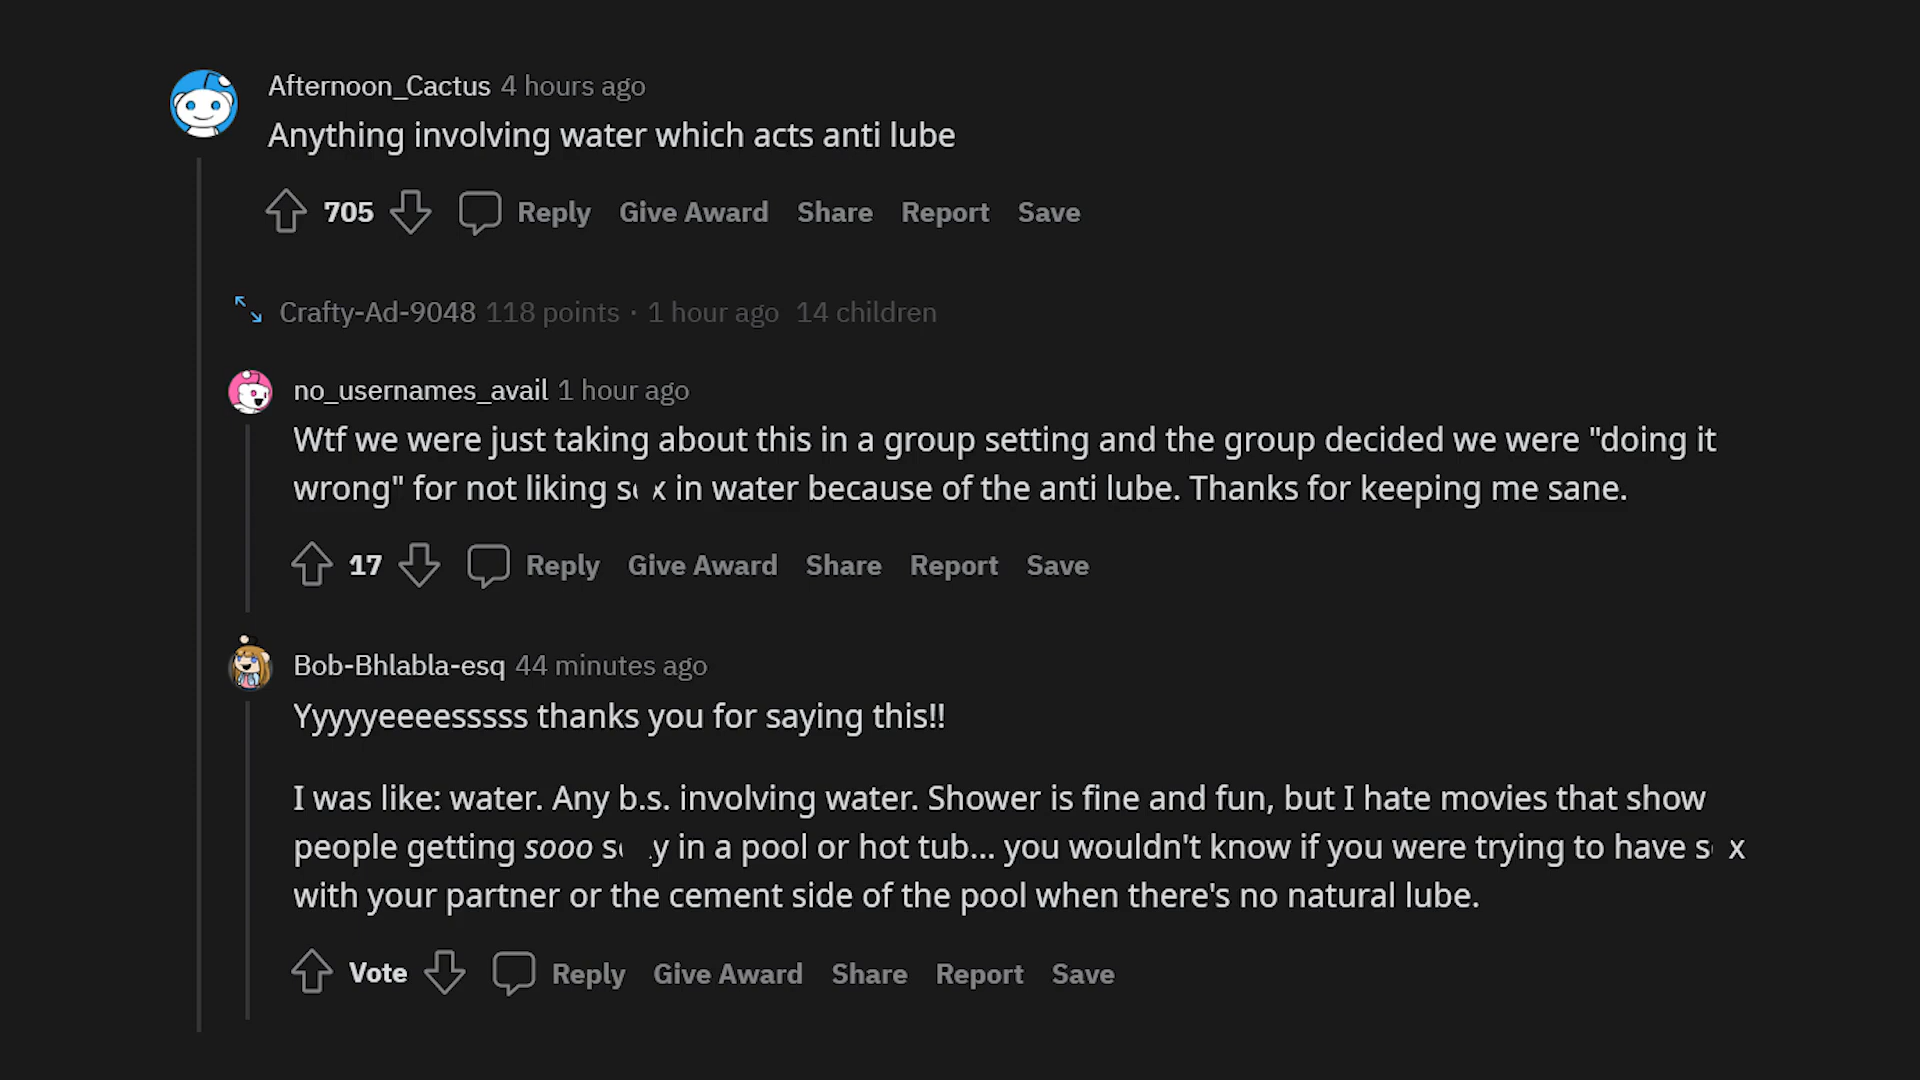 Afternoon_Cactus 4 hours ago
Anything involving water which acts anti lube
705 Reply Give Award Share Report Save
Crafty-Ad-9048 118 points · 1 hour ago 14 children
no_usernames_avail 1 hour ago
Wtf we were just taking about this in a group setting and the group decided we were "doing it
wrong" for not liking s x in water because of the anti lube. Thanks for keeping me sane.
17 Reply Give Award Share Report Save
Bob-Bhlabla-esq 44 minutes ago
Yyyyyeeeesssss thanks you for saying this!!
I was like: water. Any b.s. involving water. Shower is fine and fun, but I hate movies that show
people getting sooo s y in a pool or hot tub... you wouldn't know if you were trying to have s x
with your partner or the cement side of the pool when there's no natural lube.
Vote Reply Give Award Share Report Save